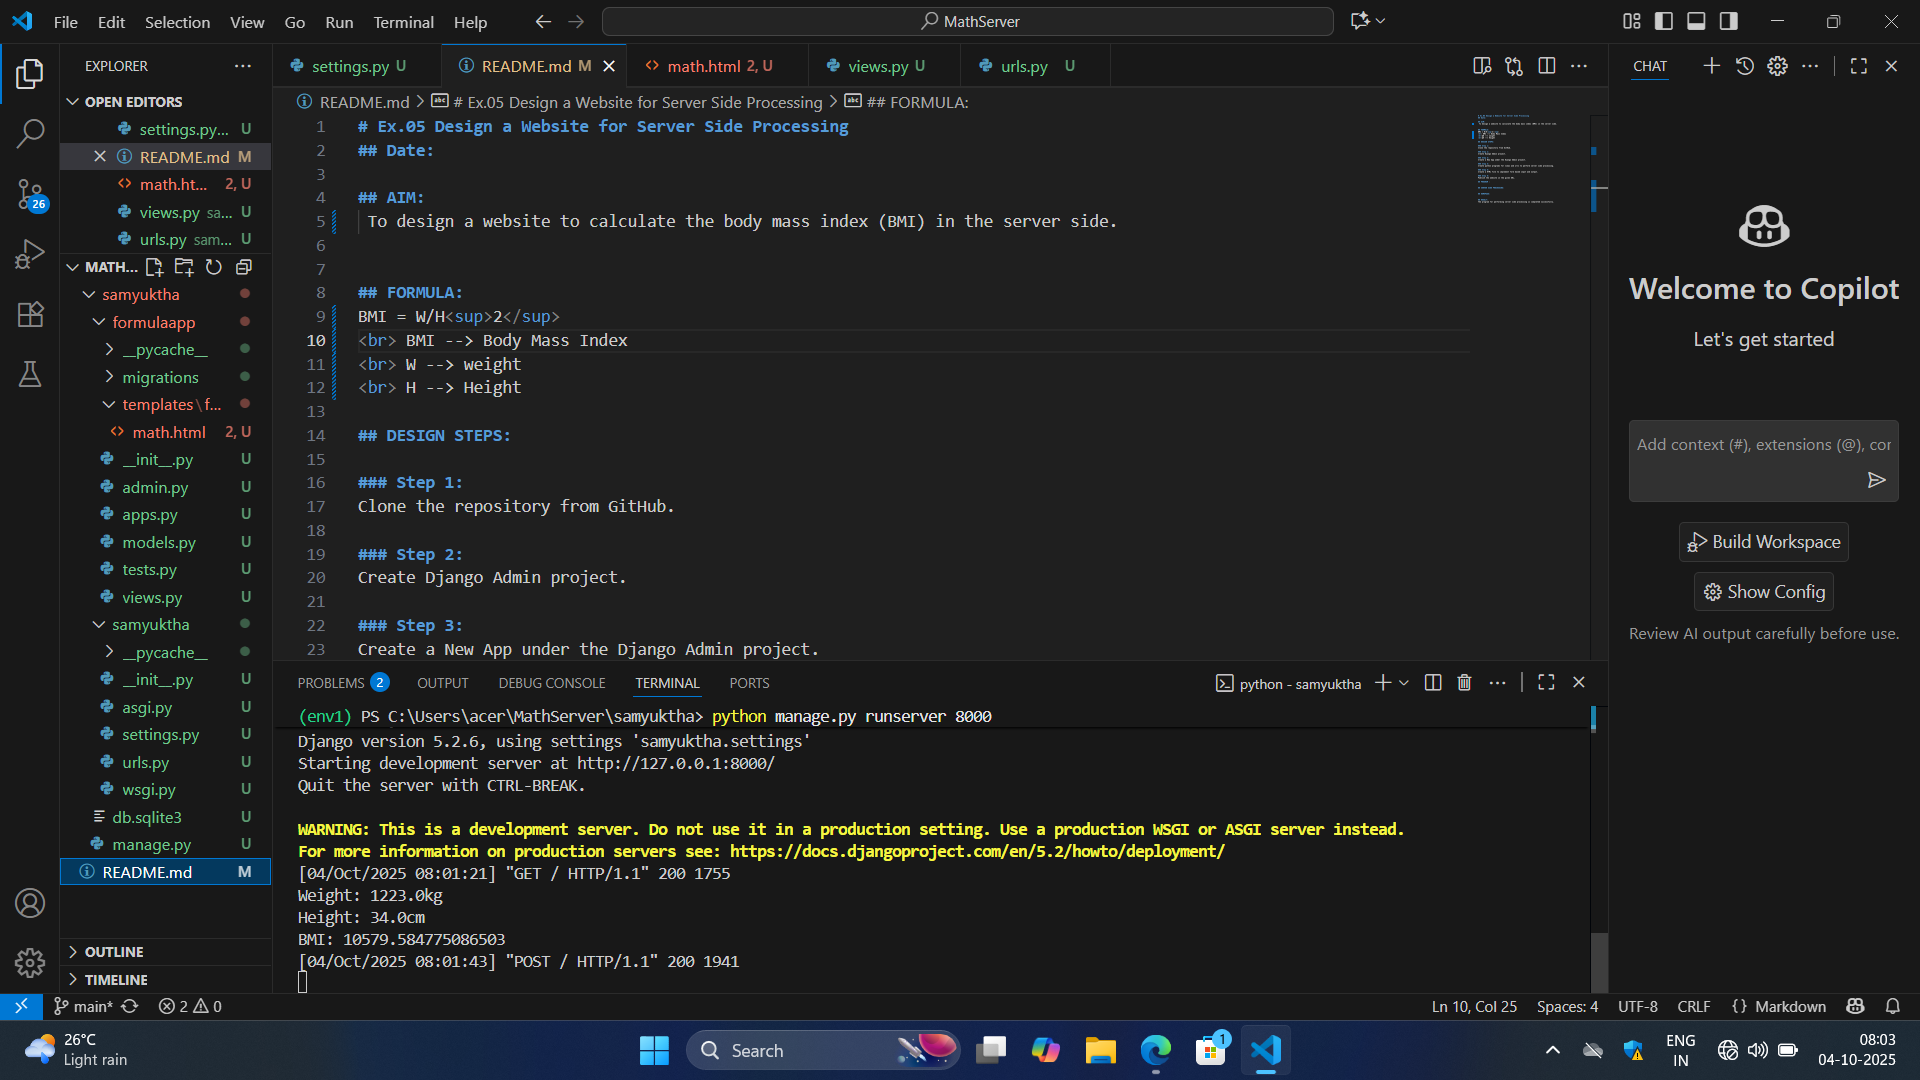 File Edit Selection View Go Run Terminal Help
MathServer
EXPLORER
OPEN EDITORS
settings.py... U
README.md M
math.ht... 2, U
views.py sa... U
urls.py sam... U
MATH...
samyuktha
formulaapp
__pycache__
migrations
templates\f...
math.html 2, U
__init__.py U
admin.py U
apps.py U
models.py U
tests.py U
views.py U
samyuktha
__pycache__
__init__.py U
asgi.py U
settings.py U
urls.py U
wsgi.py U
db.sqlite3 U
manage.py U
README.md M
OUTLINE
TIMELINE
26
settings.py U
README.md M
math.html 2, U
views.py U
urls.py U
README.md > # Ex.05 Design a Website for Server Side Processing > ## FORMULA:
1 # Ex.05 Design a Website for Server Side Processing
2 ## Date:
3
4 ## AIM:
5 To design a website to calculate the body mass index (BMI) in the server side.
6
7
8 ## FORMULA:
9 BMI = W/H<sup>2</sup>
10 <br> BMI --> Body Mass Index
11 <br> W --> weight
12 <br> H --> Height
13
14 ## DESIGN STEPS:
15
16 ### Step 1:
17 Clone the repository from GitHub.
18
19 ### Step 2:
20 Create Django Admin project.
21
22 ### Step 3:
23 Create a New App under the Django Admin project.
PROBLEMS 2 OUTPUT DEBUG CONSOLE TERMINAL PORTS
python - samyuktha
(env1) PS C:\Users\acer\MathServer\samyuktha> python manage.py runserver 8000
Django version 5.2.6, using settings 'samyuktha.settings'
Starting development server at http://127.0.0.1:8000/
Quit the server with CTRL-BREAK.
WARNING: This is a development server. Do not use it in a production setting. Use a production WSGI or ASGI server instead.
For more information on production servers see: https://docs.djangoproject.com/en/5.2/howto/deployment/
[04/Oct/2025 08:01:21] "GET / HTTP/1.1" 200 1755
Weight: 1223.0kg
Height: 34.0cm
BMI: 10579.584775086503
[04/Oct/2025 08:01:43] "POST / HTTP/1.1" 200 1941
CHAT
Welcome to Copilot
Let's get started
Add context (#), extensions (@), cor
Build Workspace
Show Config
Review AI output carefully before use.
main* 2 0
Ln 10, Col 25 Spaces: 4 UTF-8 CRLF {} Markdown
26°C
Light rain
Search
1
ENG
IN
08:03
04-10-2025